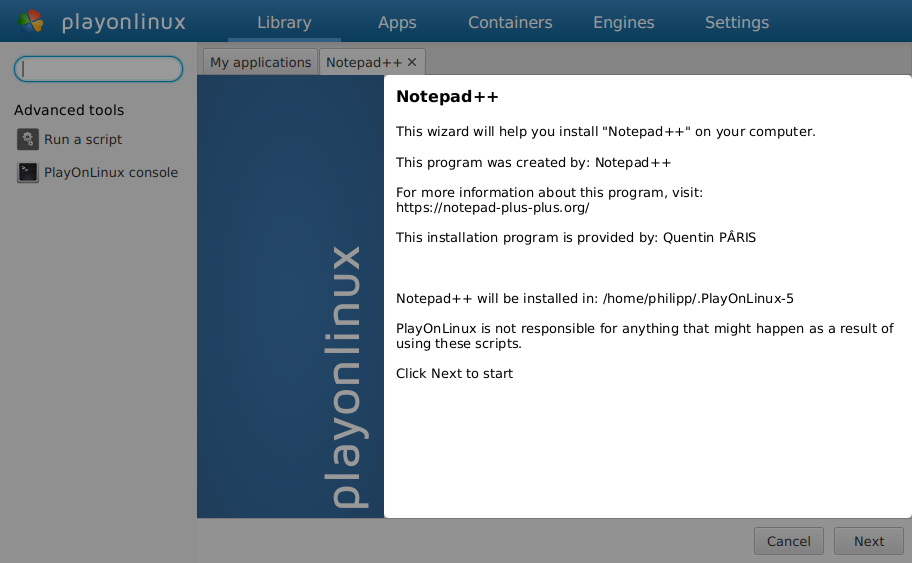 playonlinux
Library
Apps
Containers
Engines
Settings
Advanced tools
Run a script
PlayOnLinux console
My applications
Notepad++
playonlinux
Notepad++
This wizard will help you install "Notepad++" on your computer.
This program was created by: Notepad++
For more information about this program, visit:
https://notepad-plus-plus.org/
This installation program is provided by: Quentin PÂRIS
Notepad++ will be installed in: /home/philipp/.PlayOnLinux-5
PlayOnLinux is not responsible for anything that might happen as a result of
using these scripts.
Click Next to start
Cancel
Next